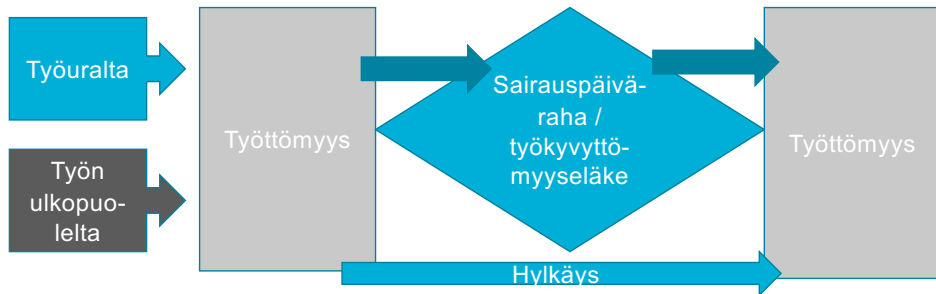 Työuralta
Työn
ulkopuo-
lelta
Työttömyys
Sairauspäivä-
raha /
työkyvyttö-
myyseläke
Työttömyys
Hylkäys